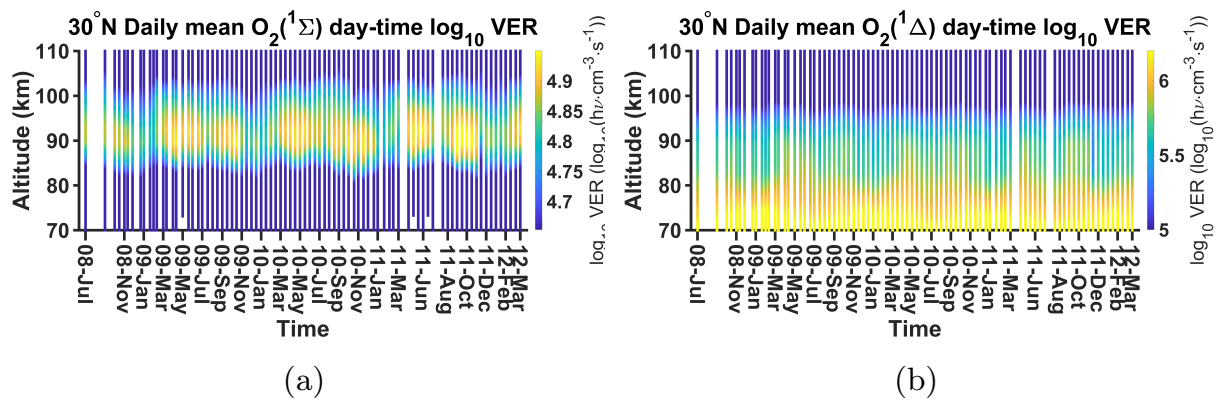 30°N Daily mean O2(1Σ) day-time log10 VER
Altitude (km)
110
100
90
80
70
08-Jul
08-Nov
09-Jan
09-Mar
09-May
09-Jul
09-Sep
09-Nov
10-Jan
10-Mar
10-May
10-Jul
10-Sep
10-Nov
11-Jan
11-Mar
11-Jun
11-Aug
11-Oct
11-Dec
12-Feb
12-Mar
Time
4.9
4.85
4.8
4.75
4.7
log10 VER (log10(hν·cm-3·s-1))
(a)
30°N Daily mean O2(1Δ) day-time log10 VER
Altitude (km)
110
100
90
80
70
08-Jul
08-Nov
09-Jan
09-Mar
09-May
09-Jul
09-Sep
09-Nov
10-Jan
10-Mar
10-May
10-Jul
10-Sep
10-Nov
11-Jan
11-Mar
11-Jun
11-Aug
11-Oct
11-Dec
12-Feb
12-Mar
Time
6
5.5
5
log10 VER (log10(hν·cm-3·s-1))
(b)